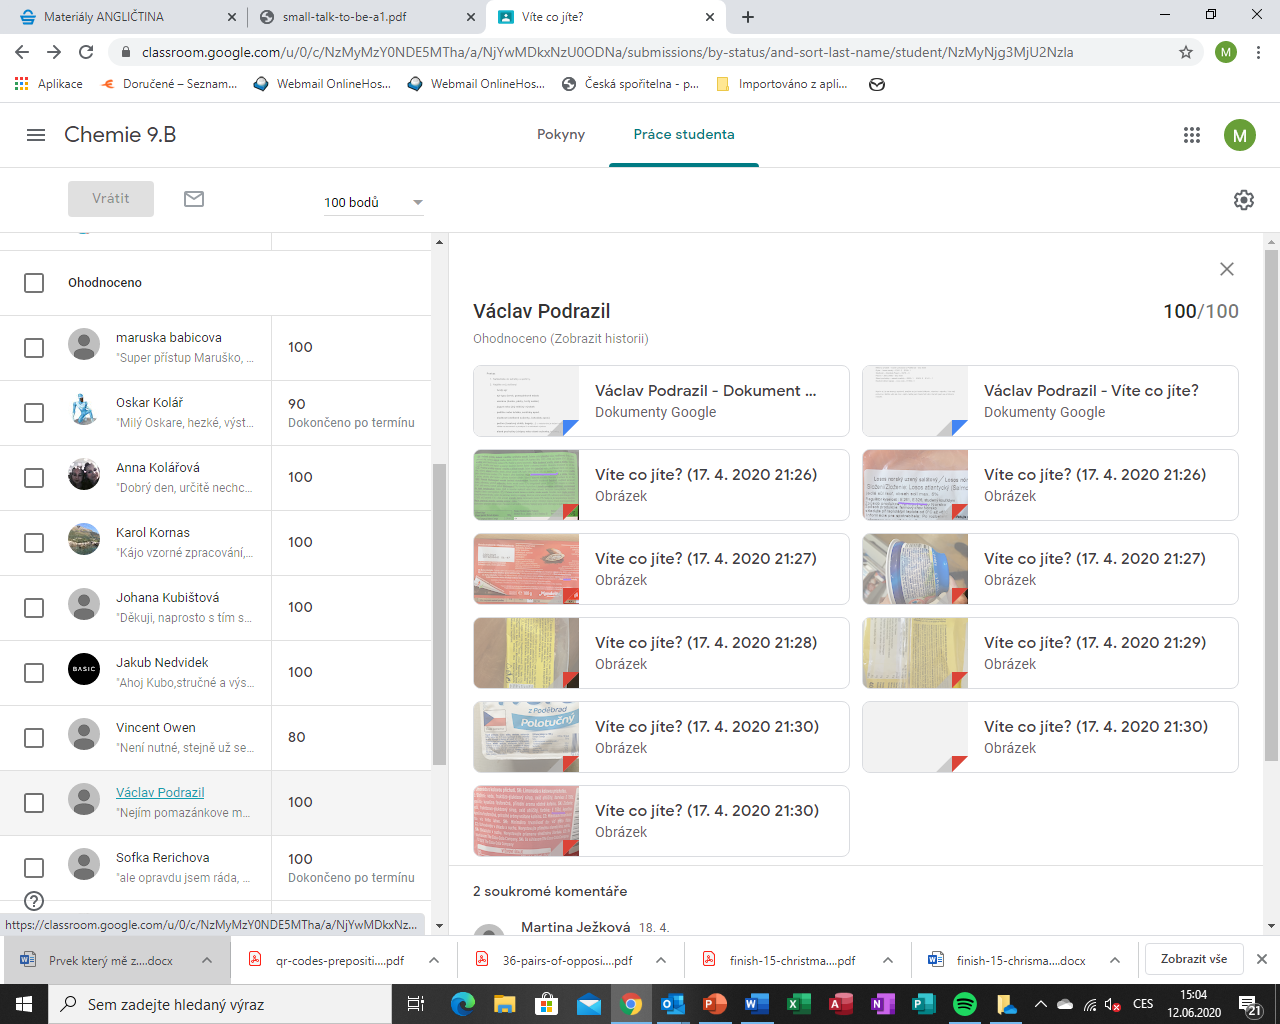 Materiály ANGLIČTINA
small-talk-to-be-a1.pdf
Víte co jíte?
classroom.google.com/u/0/c/NzMyMzY0NDE5MTha/a/NjYwMDkxNzU0ODNa/submissions/by-status/and-sort-last-name/student/NzMyNjg3MjU2Nzla
M
Aplikace
Doručené – Seznam...
Webmail OnlineHos...
Webmail OnlineHos...
Česká spořitelna - p...
Importováno z apli...
Chemie 9.B
Pokyny
Práce studenta
M
Vrátit
100 bodů
Ohodnoceno
maruska babicova
"Super přístup Maruško, ...
100
Oskar Kolář
"Milý Oskare, hezké, výst...
90
Dokončeno po termínu
Anna Kolářová
"Dobrý den, určitě nechc...
100
Karol Kornas
"Kájo vzorné zpracování,...
100
Johana Kubištová
"Děkuji, naprosto s tím s...
100
BASIC
Jakub Nedvidek
"Ahoj Kubo,stručné a výs...
100
Vincent Owen
"Není nutné, stejně už se...
80
Václav Podrazil
"Nejím pomazánkove m...
100
Sofka Rerichova
"ale opravdu jsem ráda, ...
100
Dokončeno po termínu
https://classroom.google.com/u/0/c/NzMyMzY0NDE5MTha/a/NjYwMDkxNz...
Václav Podrazil
100/100
Ohodnoceno (Zobrazit historii)
Václav Podrazil - Dokument ...
Dokumenty Google
Václav Podrazil - Víte co jíte?
Dokumenty Google
Víte co jíte? (17. 4. 2020 21:26)
Obrázek
Víte co jíte? (17. 4. 2020 21:26)
Obrázek
Víte co jíte? (17. 4. 2020 21:27)
Obrázek
Víte co jíte? (17. 4. 2020 21:27)
Obrázek
Víte co jíte? (17. 4. 2020 21:28)
Obrázek
Víte co jíte? (17. 4. 2020 21:29)
Obrázek
z Poděbrad
Polotučný
Víte co jíte? (17. 4. 2020 21:30)
Obrázek
Víte co jíte? (17. 4. 2020 21:30)
Obrázek
Víte co jíte? (17. 4. 2020 21:30)
Obrázek
2 soukromé komentáře
Martina Ježková 18. 4.
Prvek který mě z....docx
qr-codes-prepositi....pdf
36-pairs-of-opposi....pdf
finish-15-christma....pdf
finish-15-chrisma....docx
Zobrazit vše
Sem zadejte hledaný výraz
CES
15:04
12.06.2020
21